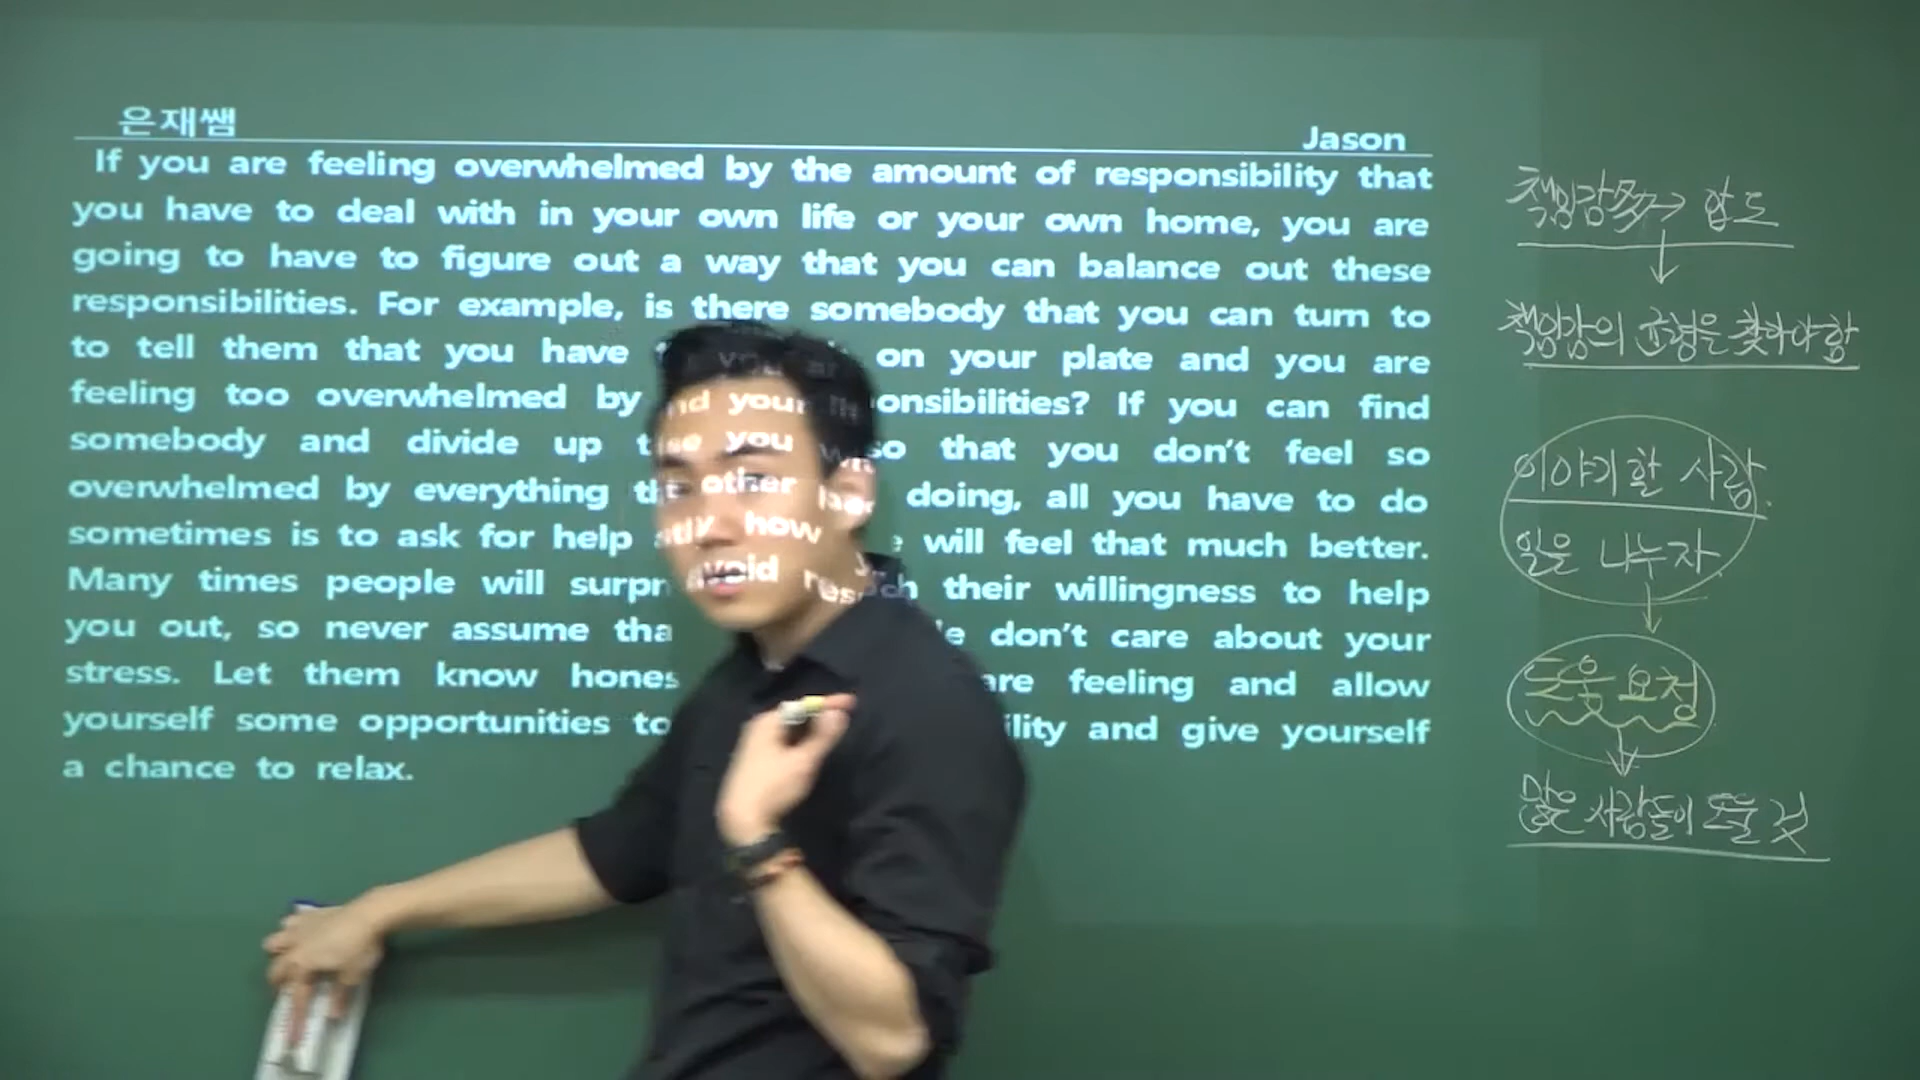 은재쌤
Jason
If you are feeling overwhelmed by the amount of responsibility that
you have to deal with in your own life or your own home, you are
going to have to figure out a way that you can balance out these
responsibilities. For example, is there somebody that you can turn to
to tell them that you have on your plate and you are
feeling too overwhelmed by and your responsibilities? If you can find
somebody and divide up you so that you don't feel so
overwhelmed by everything other doing, all you have to do
sometimes is to ask for help how will feel that much better.
Many times people will avoid their willingness to help
you out, so never assume don't care about your
stress. Let them know are feeling and allow
yourself some opportunities to and give yourself
a chance to relax.
책임감多→ 압도
책임감의 균형을 찾아야함
이야기할 사람
일을 나누자
도움 요청
많은 사람들이 도울 것